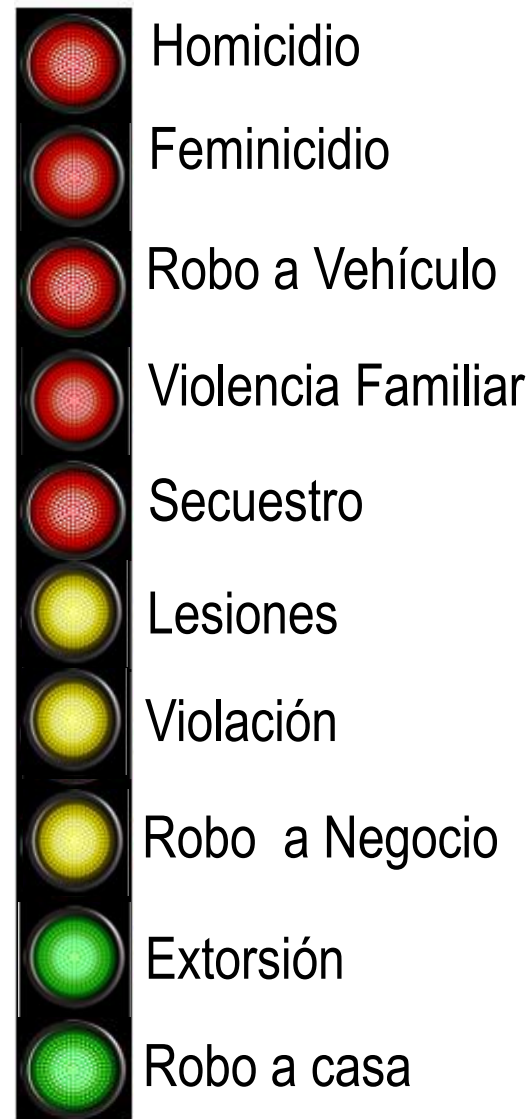 Homicidio
Feminicidio
Robo a Vehículo
Violencia Familiar
Secuestro
Lesiones
Violación
Robo  a Negocio
Extorsión
Robo a casa